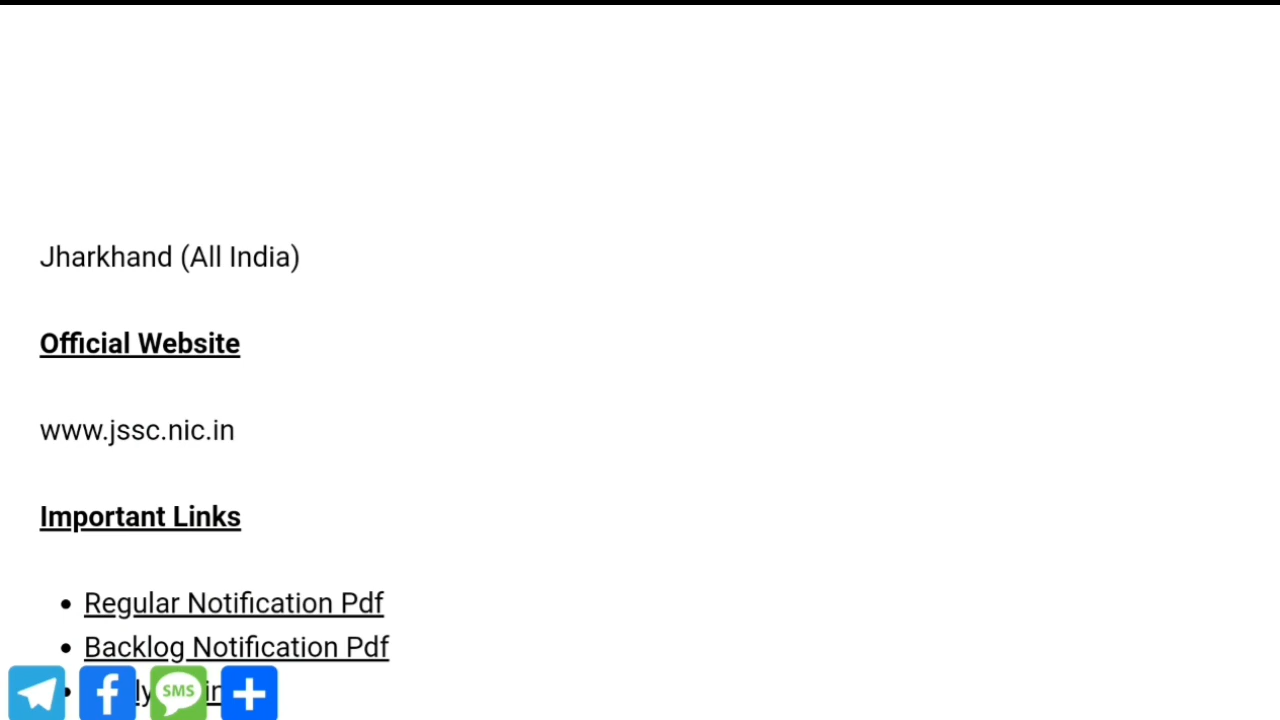 Jharkhand (All India)
Official Website
www.jssc.nic.in
Important Links
Regular Notification Pdf
Backlog Notification Pdf
SMS